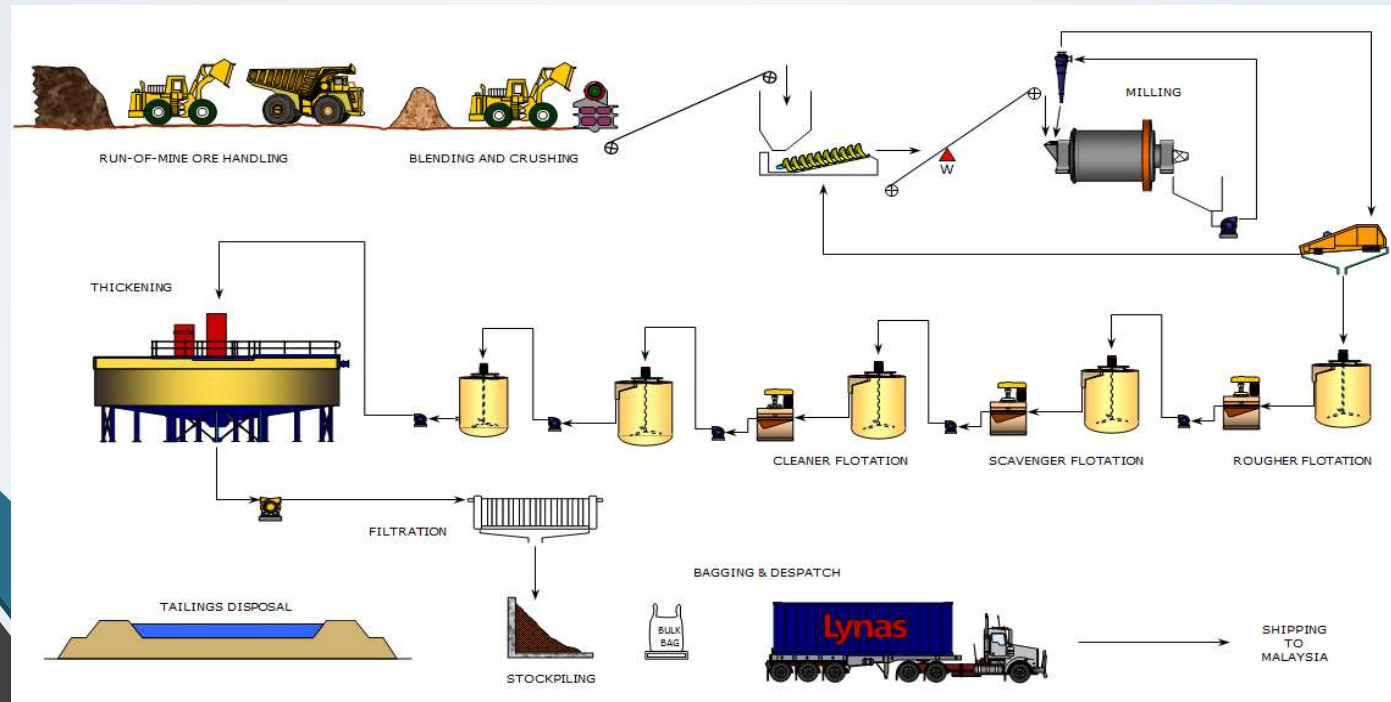 MILLING
RUN-OF-MINE ORE HANDLING
BLENDING AND CRUSHING
W
THICKENING
CLEANER FLOTATION
SCAVENGER FLOTATION
ROUGHER FLOTATION
FILTRATION
BAGGING & DESPATCH
TAILINGS DISPOSAL
BULK
BAG
Lynas
SHIPPING
TO
MALAYSIA
STOCKPILING